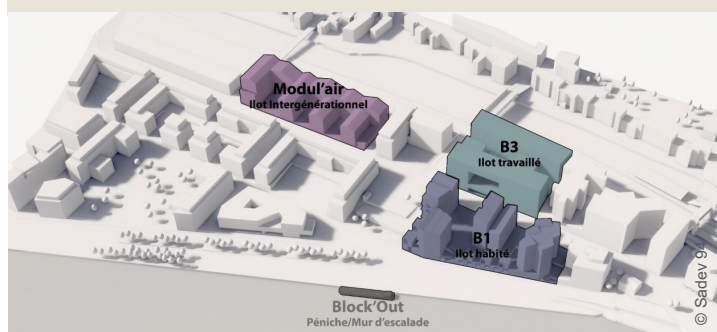 Modul'air
Ilot Intergénérationnel
B3
Ilot travaillé
B1
Ilot habité
Block'Out
Péniche/Mur d'escalade
© Sadev 94